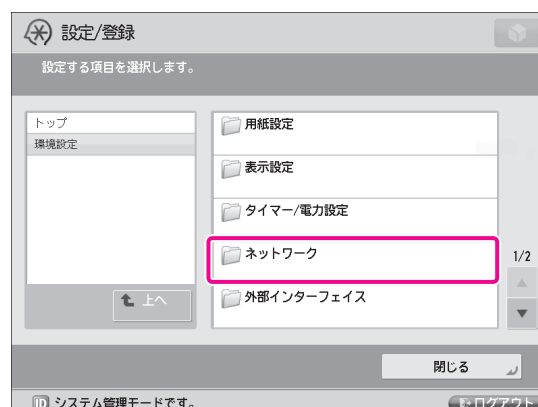 設定/登録
設定する項目を選択します。
トップ
環境設定
用紙設定
表示設定
タイマー/電力設定
ネットワーク
外部インターフェイス
1/2
上へ
閉じる
ID システム管理モードです。
ログアウト